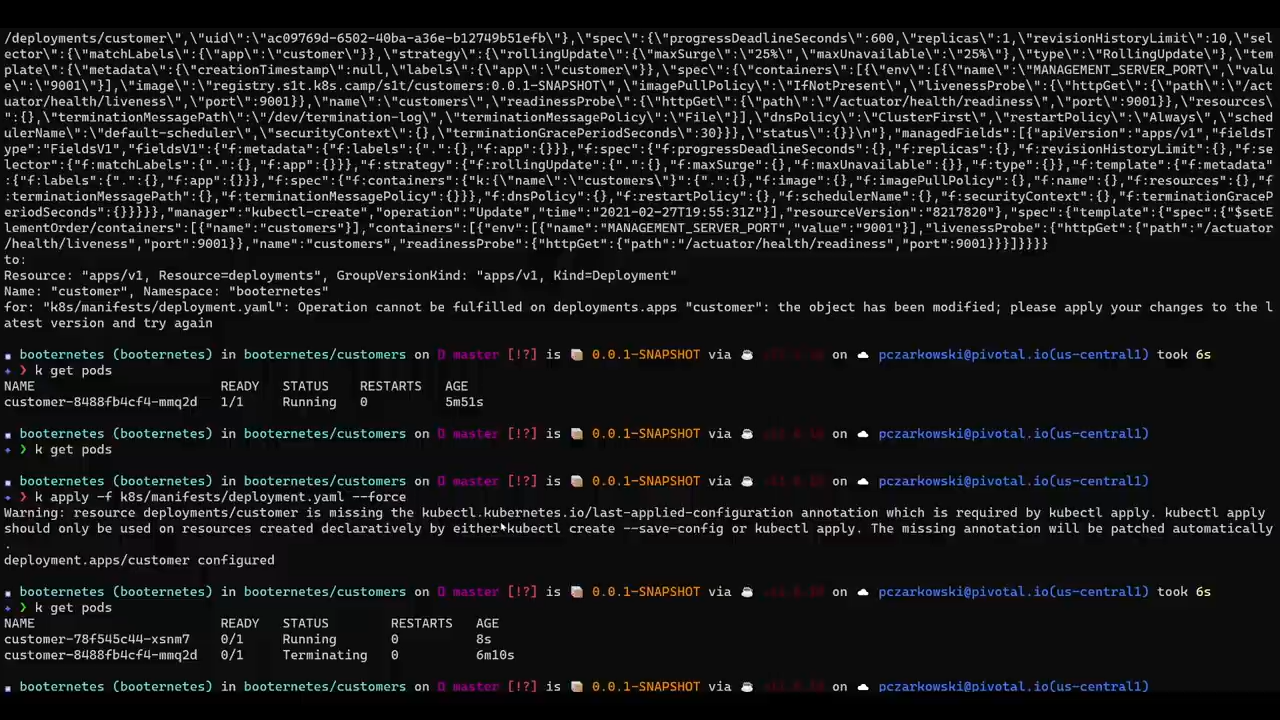 /deployments/customer\",\"uid\":\"ac09769d-6502-40ba-a36e-b12749b51efb\"},\"spec\":{\"progressDeadlineSeconds\":600,\"replicas\":1,\"revisionHistoryLimit\":10,\"sel
ector\":{\"matchLabels\":{\"app\":\"customer\"}},\"strategy\":{\"rollingUpdate\":{\"maxSurge\":\"25%\",\"maxUnavailable\":\"25%\"},\"type\":\"RollingUpdate\"},\"tem
plate\":{\"metadata\":{\"creationTimestamp\":null,\"labels\":{\"app\":\"customer\"}},\"spec\":{\"containers\":[{\"env\":[{\"name\":\"MANAGEMENT_SERVER_PORT\",\"valu
e\":\"9001\"}],\"image\":\"registry.s1t.k8s.camp/s1t/customers:0.0.1-SNAPSHOT\",\"imagePullPolicy\":\"IfNotPresent\",\"livenessProbe\":{\"httpGet\":{\"path\":\"/act
uator/health/liveness\",\"port\":9001}},\"name\":\"customers\",\"readinessProbe\":{\"httpGet\":{\"path\":\"/actuator/health/readiness\",\"port\":9001}},\"resources\
":{},\"terminationMessagePath\":\"/dev/termination-log\",\"terminationMessagePolicy\":\"File\"}],\"dnsPolicy\":\"ClusterFirst\",\"restartPolicy\":\"Always\",\"sched
ulerName\":\"default-scheduler\",\"securityContext\":{},\"terminationGracePeriodSeconds\":30}}},\"status\":{}}\n"},"managedFields":[{"apiVersion":"apps/v1","fieldsT
ype":"FieldsV1","fieldsV1":{"f:metadata":{"f:labels":{".":{},"f:app":{}}},"f:spec":{"f:progressDeadlineSeconds":{},"f:replicas":{},"f:revisionHistoryLimit":{},"f:se
lector":{"f:matchLabels":{".":{},"f:app":{}}},"f:strategy":{"f:rollingUpdate":{".":{},"f:maxSurge":{},"f:maxUnavailable":{}},"f:type":{}},"f:template":{"f:metadata"
:{"f:labels":{".":{},"f:app":{}}},"f:spec":{"f:containers":{"k:{\"name\":\"customers\"}":{".":{},"f:image":{},"f:imagePullPolicy":{},"f:name":{},"f:resources":{},"f
:terminationMessagePath":{},"f:terminationMessagePolicy":{}}},"f:dnsPolicy":{},"f:restartPolicy":{},"f:schedulerName":{},"f:securityContext":{},"f:terminationGraceP
eriodSeconds":{}}}}}},"manager":"kubectl-create","operation":"Update","time":"2021-02-27T19:55:31Z"}],"resourceVersion":"8217820"},"spec":{"template":{"spec":{"$setE
lementOrder/containers":[{"name":"customers"}],"containers":[{"env":[{"name":"MANAGEMENT_SERVER_PORT","value":"9001"}],"livenessProbe":{"httpGet":{"path":"/actuator
/health/liveness","port":9001}},"name":"customers","readinessProbe":{"httpGet":{"path":"/actuator/health/readiness","port":9001}}}]}}}}
to:
Resource: "apps/v1, Resource=deployments", GroupVersionKind: "apps/v1, Kind=Deployment"
Name: "customer", Namespace: "booternetes"
for: "k8s/manifests/deployment.yaml": Operation cannot be fulfilled on deployments.apps "customer": the object has been modified; please apply your changes to the l
atest version and try again
booternetes (booternetes) in booternetes/customers on master [!?] is 📦 0.0.1-SNAPSHOT via ☕ on ☁ pczarkowski@pivotal.io(us-central1) took 6s
✦ ❯ k get pods
NAME READY STATUS RESTARTS AGE
customer-8488fb4cf4-mmq2d 1/1 Running 0 5m51s
booternetes (booternetes) in booternetes/customers on master [!?] is 📦 0.0.1-SNAPSHOT via ☕ on ☁ pczarkowski@pivotal.io(us-central1)
✦ ❯ k get pods
booternetes (booternetes) in booternetes/customers on master [!?] is 📦 0.0.1-SNAPSHOT via ☕ on ☁ pczarkowski@pivotal.io(us-central1)
✦ ❯ k apply -f k8s/manifests/deployment.yaml --force
Warning: resource deployments/customer is missing the kubectl.kubernetes.io/last-applied-configuration annotation which is required by kubectl apply. kubectl apply
should only be used on resources created declaratively by either kubectl create --save-config or kubectl apply. The missing annotation will be patched automatically
.
deployment.apps/customer configured
booternetes (booternetes) in booternetes/customers on master [!?] is 📦 0.0.1-SNAPSHOT via ☕ on ☁ pczarkowski@pivotal.io(us-central1) took 6s
✦ ❯ k get pods
NAME READY STATUS RESTARTS AGE
customer-78f545c44-xsnm7 0/1 Running 0 8s
customer-8488fb4cf4-mmq2d 0/1 Terminating 0 6m10s
booternetes (booternetes) in booternetes/customers on master [!?] is 📦 0.0.1-SNAPSHOT via ☕ on ☁ pczarkowski@pivotal.io(us-central1)